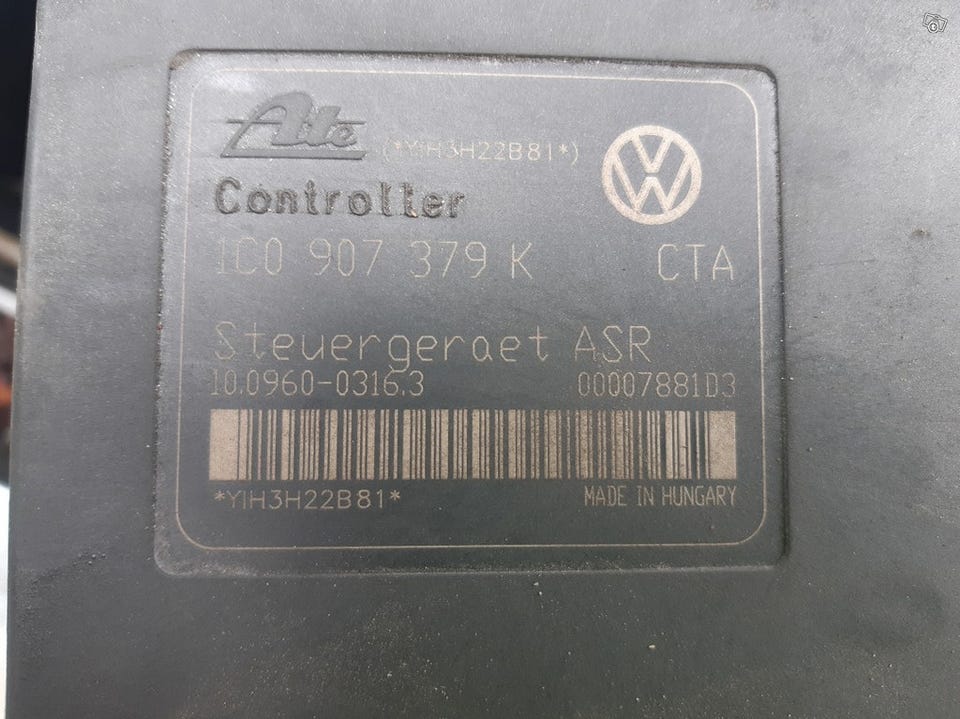 Ate (*YIH3H22B81*)
Controller
1C0 907 379 K CTA
Steuergeraet ASR
10.0960-0316.3 00007881D3
*YIH3H22B81* MADE IN HUNGARY